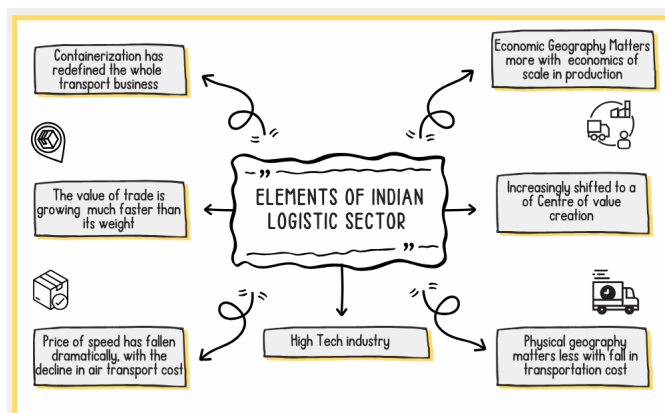 Containerization has
redefined the whole
transport business
Economic Geography Matters
more with economics of
scale in production
ELEMENTS OF INDIAN
LOGISTIC SECTOR
The value of trade is
growing much faster than
its weight
Increasingly shifted to a
of Centre of value
creation
Price of speed has fallen
dramatically, with the
decline in air transport cost
High Tech industry
Physical geography
matters less with fall in
transportation cost